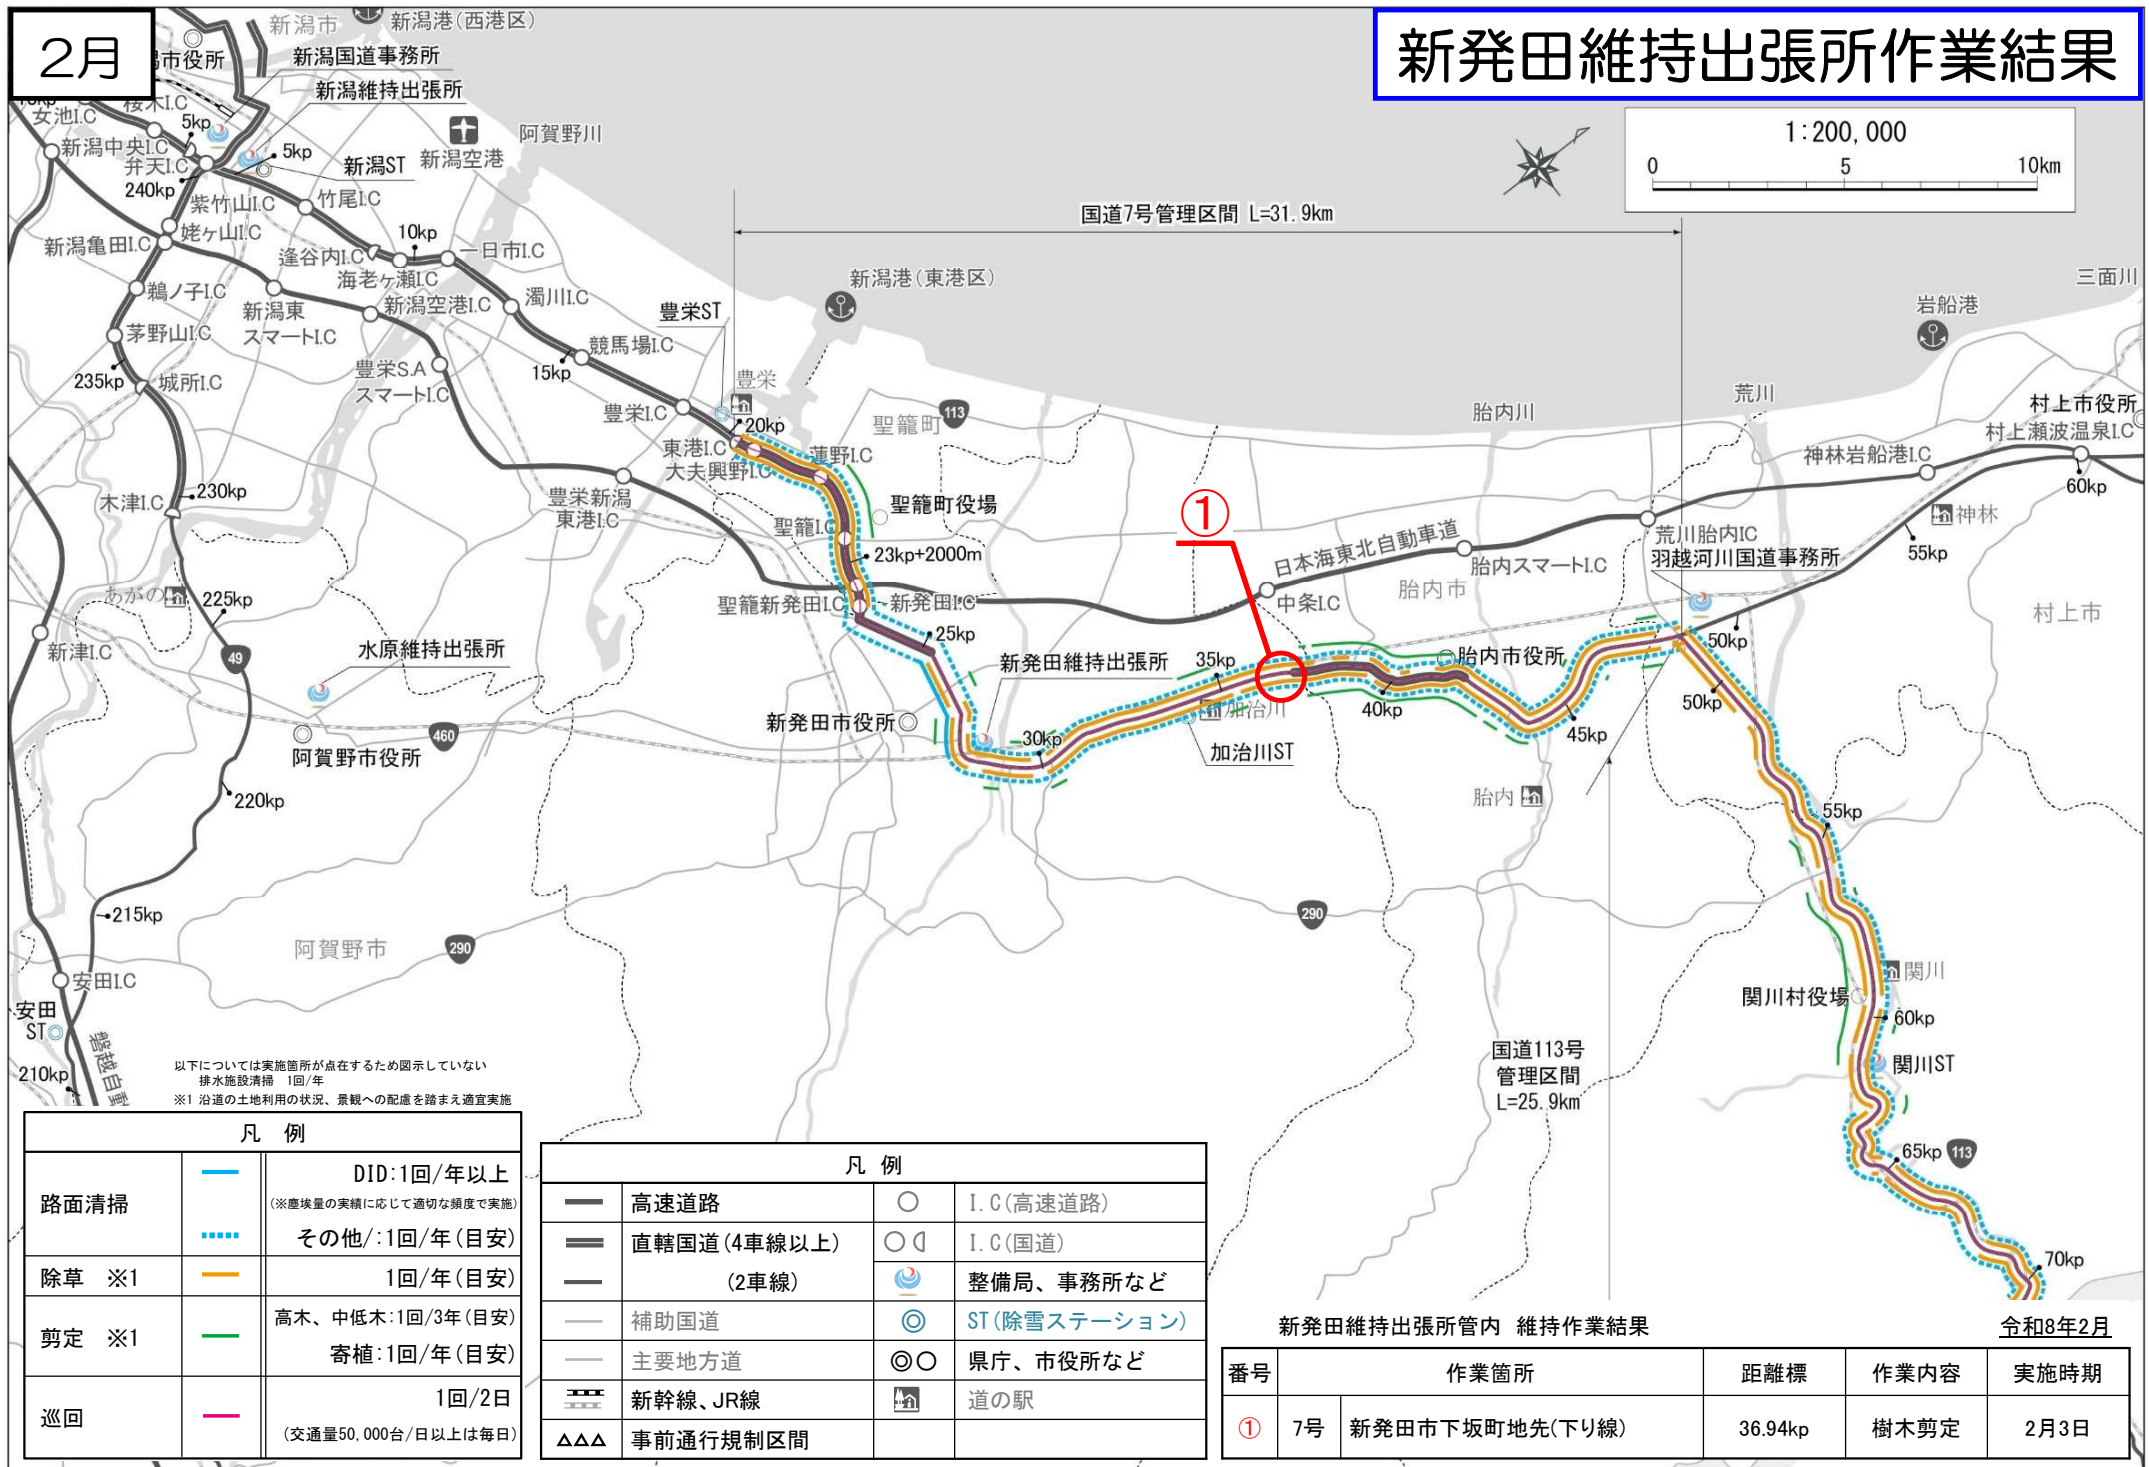 2月
新発田維持出張所作業結果
新潟市
新潟港(西港区)
市役所
新潟国道事務所
新潟維持出張所
桜木I.C
女池I.C
5kp
新潟中央I.C
弁天I.C
5kp
新潟ST
新潟空港
阿賀野川
240kp
紫竹山I.C
竹尾I.C
姥ヶ山I.C
新潟亀田I.C
10kp
逢谷内I.C
一日市I.C
海老ヶ瀬I.C
鵜ノ子I.C
新潟東
スマートI.C
新潟空港I.C
濁川I.C
茅野山I.C
235kp
城所I.C
豊栄S.A
スマートI.C
15kp
競馬場I.C
豊栄ST
新潟港(東港区)
国道7号管理区間 L=31.9km
1:200,000
0
5
10km
三面川
岩船港
荒川
胎内川
村上市役所
村上瀬波温泉I.C
神林岩船港I.C
60kp
神林
55kp
豊栄
豊栄I.C
20kp
聖籠町
113
東港I.C
蓮野I.C
大夫興野I.C
木津I.C
230kp
豊栄新潟
東港I.C
聖籠I.C
聖籠町役場
①
23kp+2000m
日本海東北自動車道
胎内スマートI.C
荒川胎内IC
羽越河川国道事務所
胎内市
中条I.C
村上市
あがの
225kp
聖籠新発田I.C
新発田I.C
25kp
新津I.C
49
水原維持出張所
新発田維持出張所
35kp
胎内市役所
50kp
50kp
40kp
45kp
460
阿賀野市役所
新発田市役所
30kp
加治川
加治川ST
220kp
胎内
55kp
215kp
290
290
阿賀野市
安田I.C
安田
ST
磐越自動
210kp
関川
関川村役場
60kp
関川ST
国道113号
管理区間
L=25.9km
65kp
113
70kp
以下については実施箇所が点在するため図示していない
排水施設清掃 1回/年
※1 沿道の土地利用の状況、景観への配慮を踏まえ適宜実施
凡 例
路面清掃
DID:1回/年以上
(※塵埃量の実績に応じて適切な頻度で実施)
その他/:1回/年(目安)
除草 ※1
1回/年(目安)
剪定 ※1
高木、中低木:1回/3年(目安)
寄植:1回/年(目安)
巡回
1回/2日
(交通量50,000台/日以上は毎日)
凡 例
高速道路
I.C(高速道路)
直轄国道(4車線以上)
I.C(国道)
(2車線)
整備局、事務所など
補助国道
ST(除雪ステーション)
主要地方道
県庁、市役所など
新幹線、JR線
道の駅
事前通行規制区間
新発田維持出張所管内 維持作業結果
令和8年2月
番号 作業箇所 距離標 作業内容 実施時期
① 7号 新発田市下坂町地先(下り線) 36.94kp 樹木剪定 2月3日